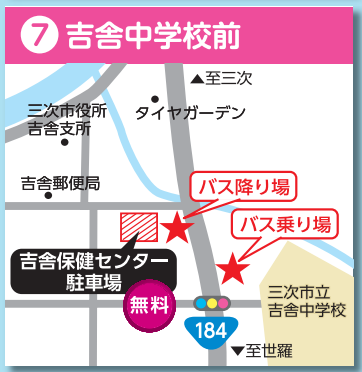 7 吉舎中学校前
▲至三次
三次市役所
吉舎支所
タイヤガーデン
吉舎郵便局
バス降り場
バス乗り場
吉舎保健センター
駐車場
無料
三次市立
吉舎中学校
184
▼至世羅